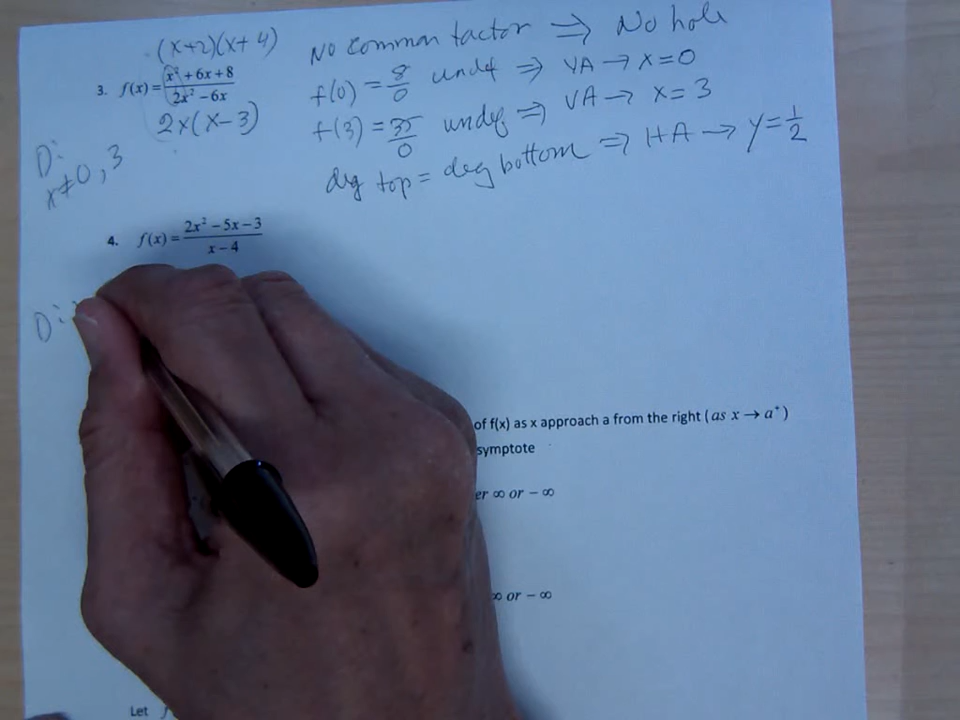 (x+2)(x+4)
No common factor ⇒ No hole
3. f(x) = (x² + 6x + 8)/(2x² − 6x)
f(0) = 8/0 undef ⇒ VA → x = 0
2x(x−3)
f(3) = 35/0 undef ⇒ VA → x = 3
D:
x≠0, 3
deg top = deg bottom ⇒ HA → y = 1/2
4. f(x) = (2x² − 5x − 3)/(x − 4)
D:
of f(x) as x approach a from the right (as x → a⁺)
symptote
er ∞ or − ∞
∞ or − ∞
Let